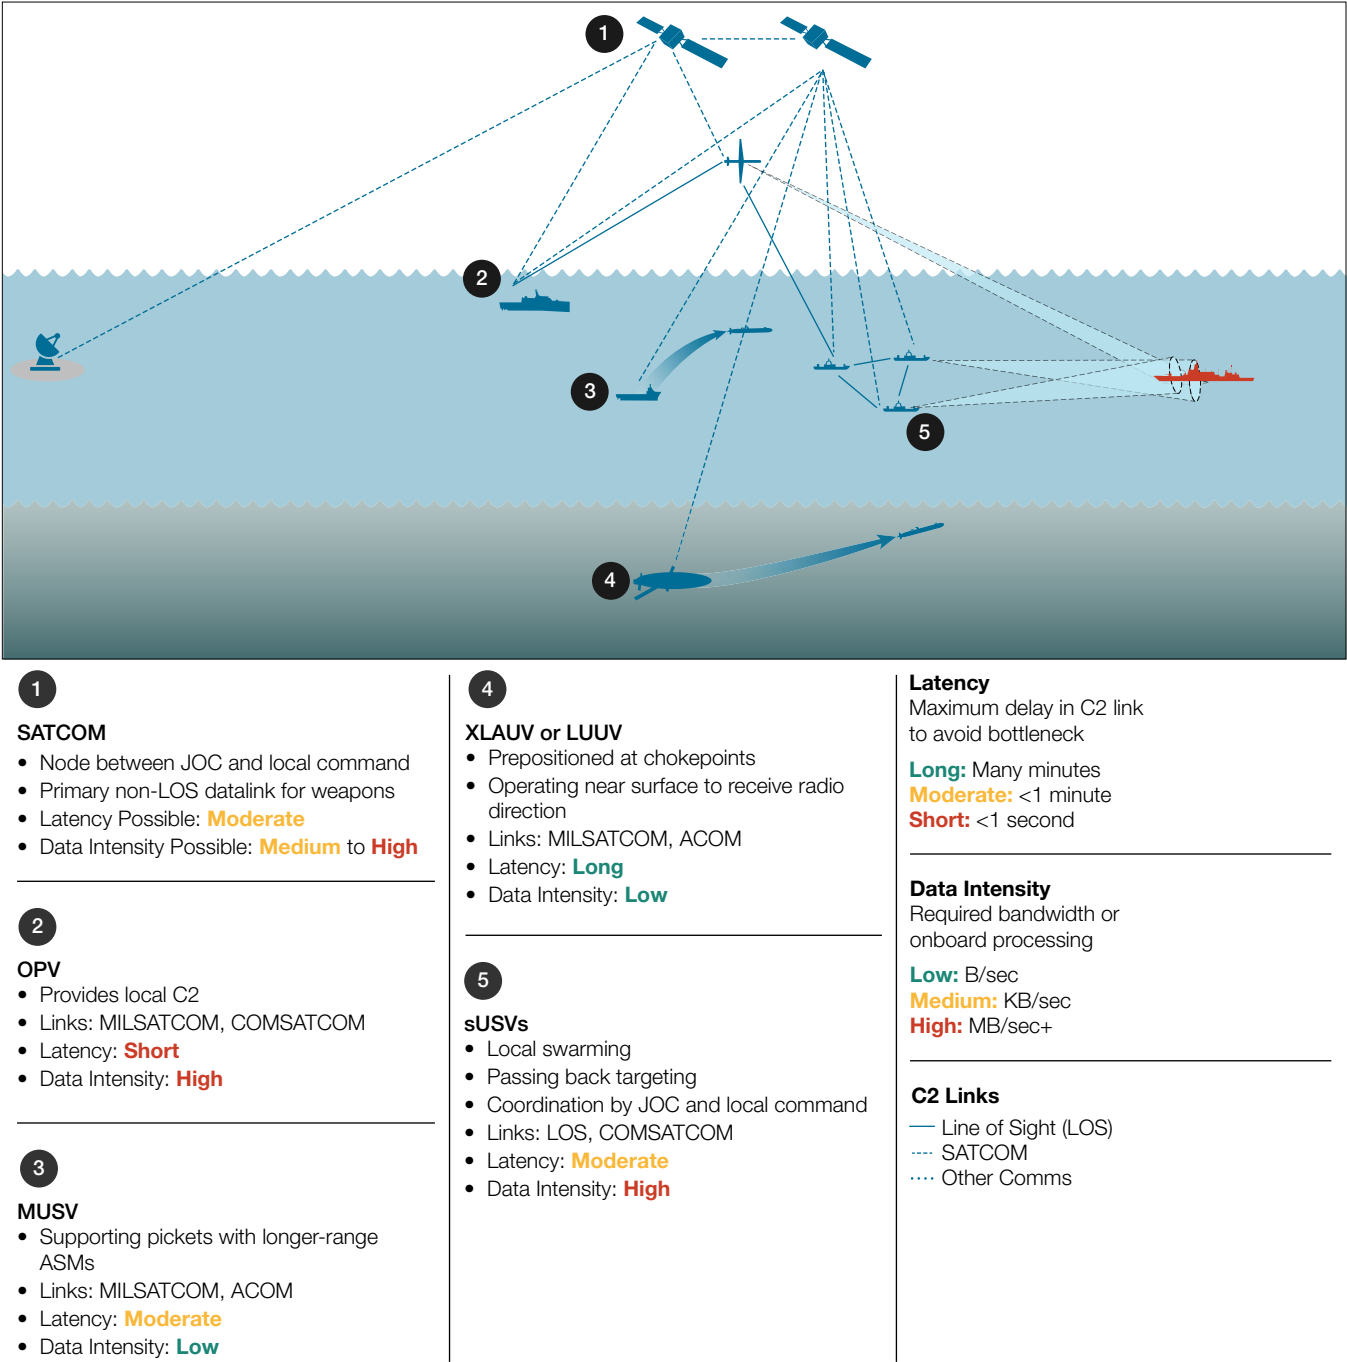 1
2
3
4
5
1
SATCOM
• Node between JOC and local command
• Primary non-LOS datalink for weapons
• Latency Possible: Moderate
• Data Intensity Possible: Medium to High
2
OPV
• Provides local C2
• Links: MILSATCOM, COMSATCOM
• Latency: Short
• Data Intensity: High
3
MUSV
• Supporting pickets with longer-range
ASMs
• Links: MILSATCOM, ACOM
• Latency: Moderate
• Data Intensity: Low
4
XLAUV or LUUV
• Prepositioned at chokepoints
• Operating near surface to receive radio
direction
• Links: MILSATCOM, ACOM
• Latency: Long
• Data Intensity: Low
5
sUSVs
• Local swarming
• Passing back targeting
• Coordination by JOC and local command
• Links: LOS, COMSATCOM
• Latency: Moderate
• Data Intensity: High
Latency
Maximum delay in C2 link
to avoid bottleneck
Long: Many minutes
Moderate: <1 minute
Short: <1 second
Data Intensity
Required bandwidth or
onboard processing
Low: B/sec
Medium: KB/sec
High: MB/sec+
C2 Links
Line of Sight (LOS)
SATCOM
Other Comms